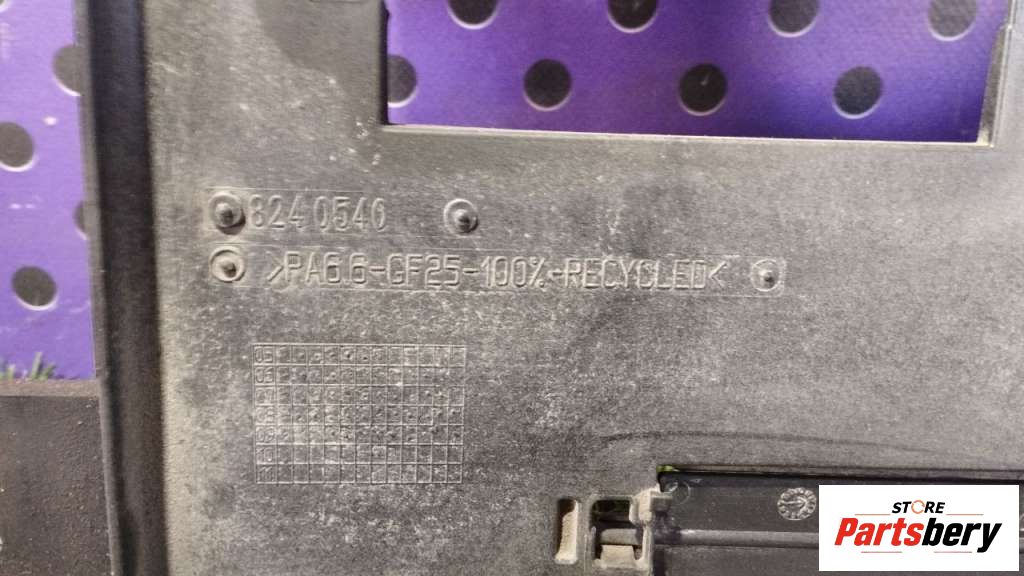 8240540
>PA6.6-GF25-100%-RECYCLED<
STORE
Partsbery